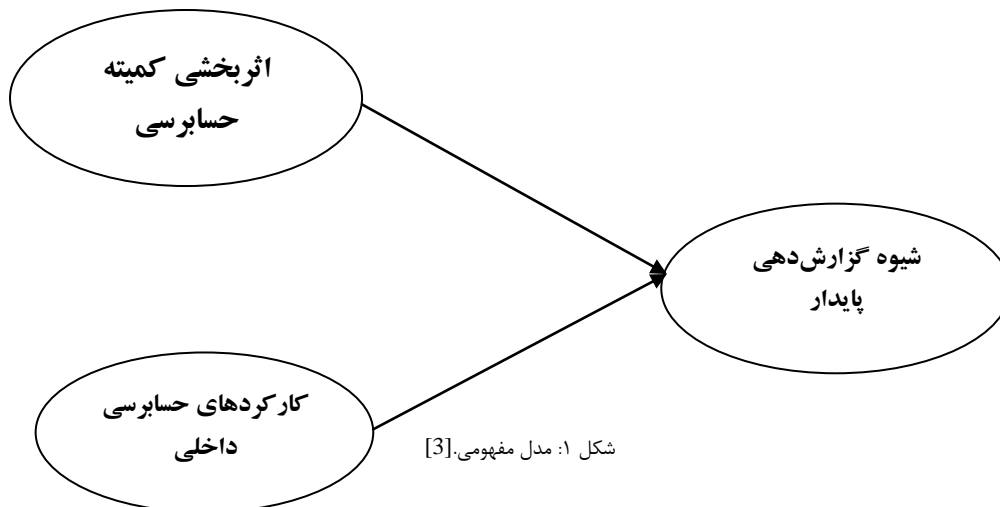 اثربخشی کمیته
حسابرسی
شیوه گزارش‌دهی
پایدار
کارکردهای حسابرسی
داخلی
شکل ۱: مدل مفهومی.[3]